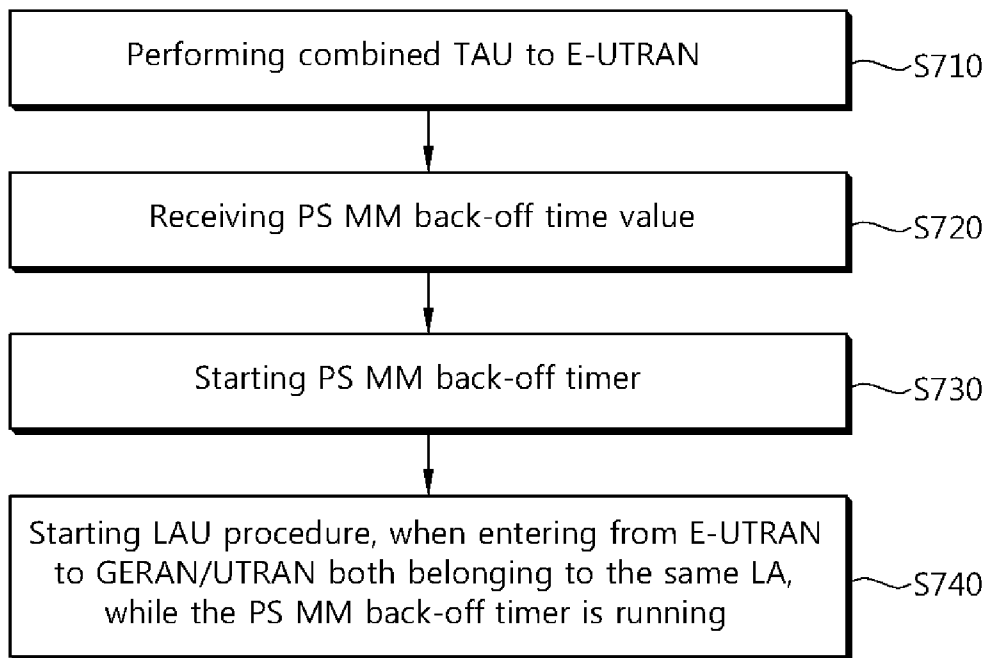 Performing combined TAU to E-UTRAN
S710
Receiving PS MM back-off time value
S720
Starting PS MM back-off timer
S730
Starting LAU procedure, when entering from E-UTRAN
to GERAN/UTRAN both belonging to the same LA,
while the PS MM back-off timer is running
S740